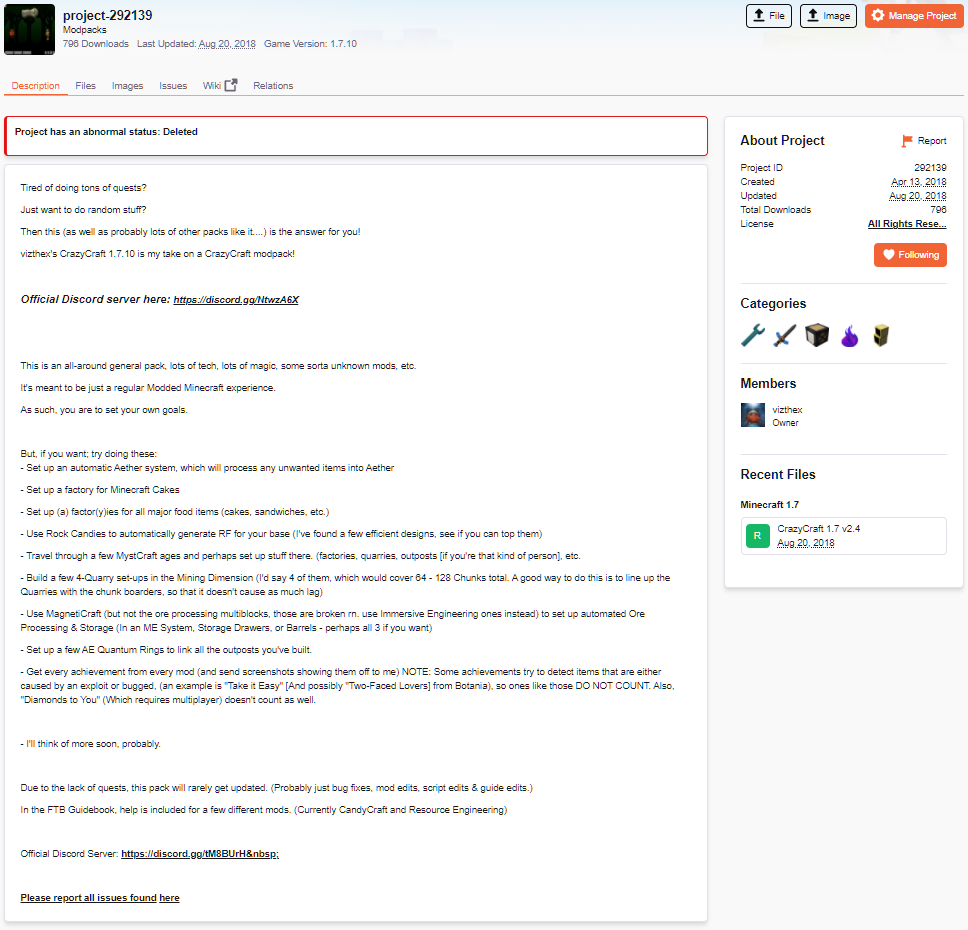 project-292139
Modpacks
796 Downloads Last Updated: Aug 20, 2018 Game Version: 1.7.10
File
Image
Manage Project
Description
Files
Images
Issues
Wiki
Relations
Project has an abnormal status: Deleted
Tired of doing tons of quests?
Just want to do random stuff?
Then this (as well as probably lots of other packs like it....) is the answer for you!
vizthex's CrazyCraft 1.7.10 is my take on a CrazyCraft modpack!
Official Discord server here: https://discord.gg/NtwzA6X
This is an all-around general pack, lots of tech, lots of magic, some sorta unknown mods, etc.
It's meant to be just a regular Modded Minecraft experience.
As such, you are to set your own goals.
But, if you want; try doing these:
- Set up an automatic Aether system, which will process any unwanted items into Aether
- Set up a factory for Minecraft Cakes
- Set up (a) factor(y)ies for all major food items (cakes, sandwiches, etc.)
- Use Rock Candies to automatically generate RF for your base (I've found a few efficient designs, see if you can top them)
- Travel through a few MystCraft ages and perhaps set up stuff there. (factories, quarries, outposts [if you're that kind of person], etc.
- Build a few 4-Quarry set-ups in the Mining Dimension (I'd say 4 of them, which would cover 64 - 128 Chunks total. A good way to do this is to line up the
Quarries with the chunk boarders, so that it doesn't cause as much lag)
- Use MagnetiCraft (but not the ore processing multiblocks, those are broken rn. use Immersive Engineering ones instead) to set up automated Ore
Processing & Storage (In an ME System, Storage Drawers, or Barrels - perhaps all 3 if you want)
- Set up a few AE Quantum Rings to link all the outposts you've built.
- Get every achievement from every mod (and send screenshots showing them off to me) NOTE: Some achievements try to detect items that are either
caused by an exploit or bugged, (an example is "Take it Easy" [And possibly "Two-Faced Lovers] from Botania), so ones like those DO NOT COUNT. Also,
"Diamonds to You" (Which requires multiplayer) doesn't count as well.
- I'll think of more soon, probably.
Due to the lack of quests, this pack will rarely get updated. (Probably just bug fixes, mod edits, script edits & guide edits.)
In the FTB Guidebook, help is included for a few different mods. (Currently CandyCraft and Resource Engineering)
Official Discord Server: https://discord.gg/tM8BUrH&nbsp;
Please report all issues found here
About Project
Report
Project ID 292139
Created Apr 13, 2018
Updated Aug 20, 2018
Total Downloads 796
License All Rights Rese...
Following
Categories
Members
vizthex
Owner
Recent Files
Minecraft 1.7
R
CrazyCraft 1.7 v2.4
Aug 20, 2018